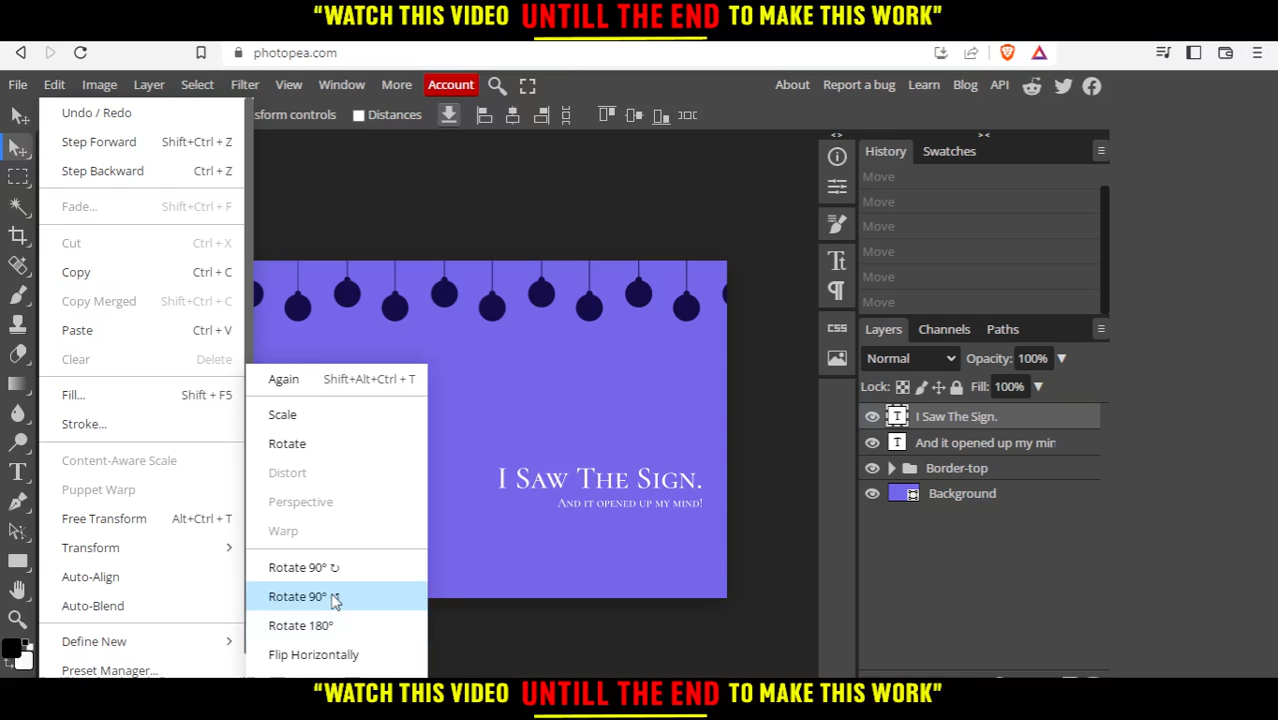 “WATCH THIS VIDEO UNTILL THE END TO MAKE THIS WORK”
photopea.com
File Edit Image Layer Select Filter View Window More Account About Report a bug Learn Blog API
sform controls Distances
Undo / Redo
Step Forward Shift+Ctrl + Z
Step Backward Ctrl + Z
Fade... Shift+Ctrl + F
Cut Ctrl + X
Copy Ctrl + C
Copy Merged Shift+Ctrl + C
Paste Ctrl + V
Clear Delete
Fill... Shift + F5
Stroke...
Content-Aware Scale
Puppet Warp
Free Transform Alt+Ctrl + T
Transform
Auto-Align
Auto-Blend
Define New
Preset Manager...
Again Shift+Alt+Ctrl + T
Scale
Rotate
Distort
Perspective
Warp
Rotate 90° ↻
Rotate 90°
Rotate 180°
Flip Horizontally
I Saw The Sign.
And it opened up my mind!
CSS
History Swatches
Move
Move
Move
Move
Move
Move
Layers Channels Paths
Normal Opacity: 100%
Lock: Fill: 100%
T I Saw The Sign.
T And it opened up my mir
Border-top
Background
“WATCH THIS VIDEO UNTILL THE END TO MAKE THIS WORK”